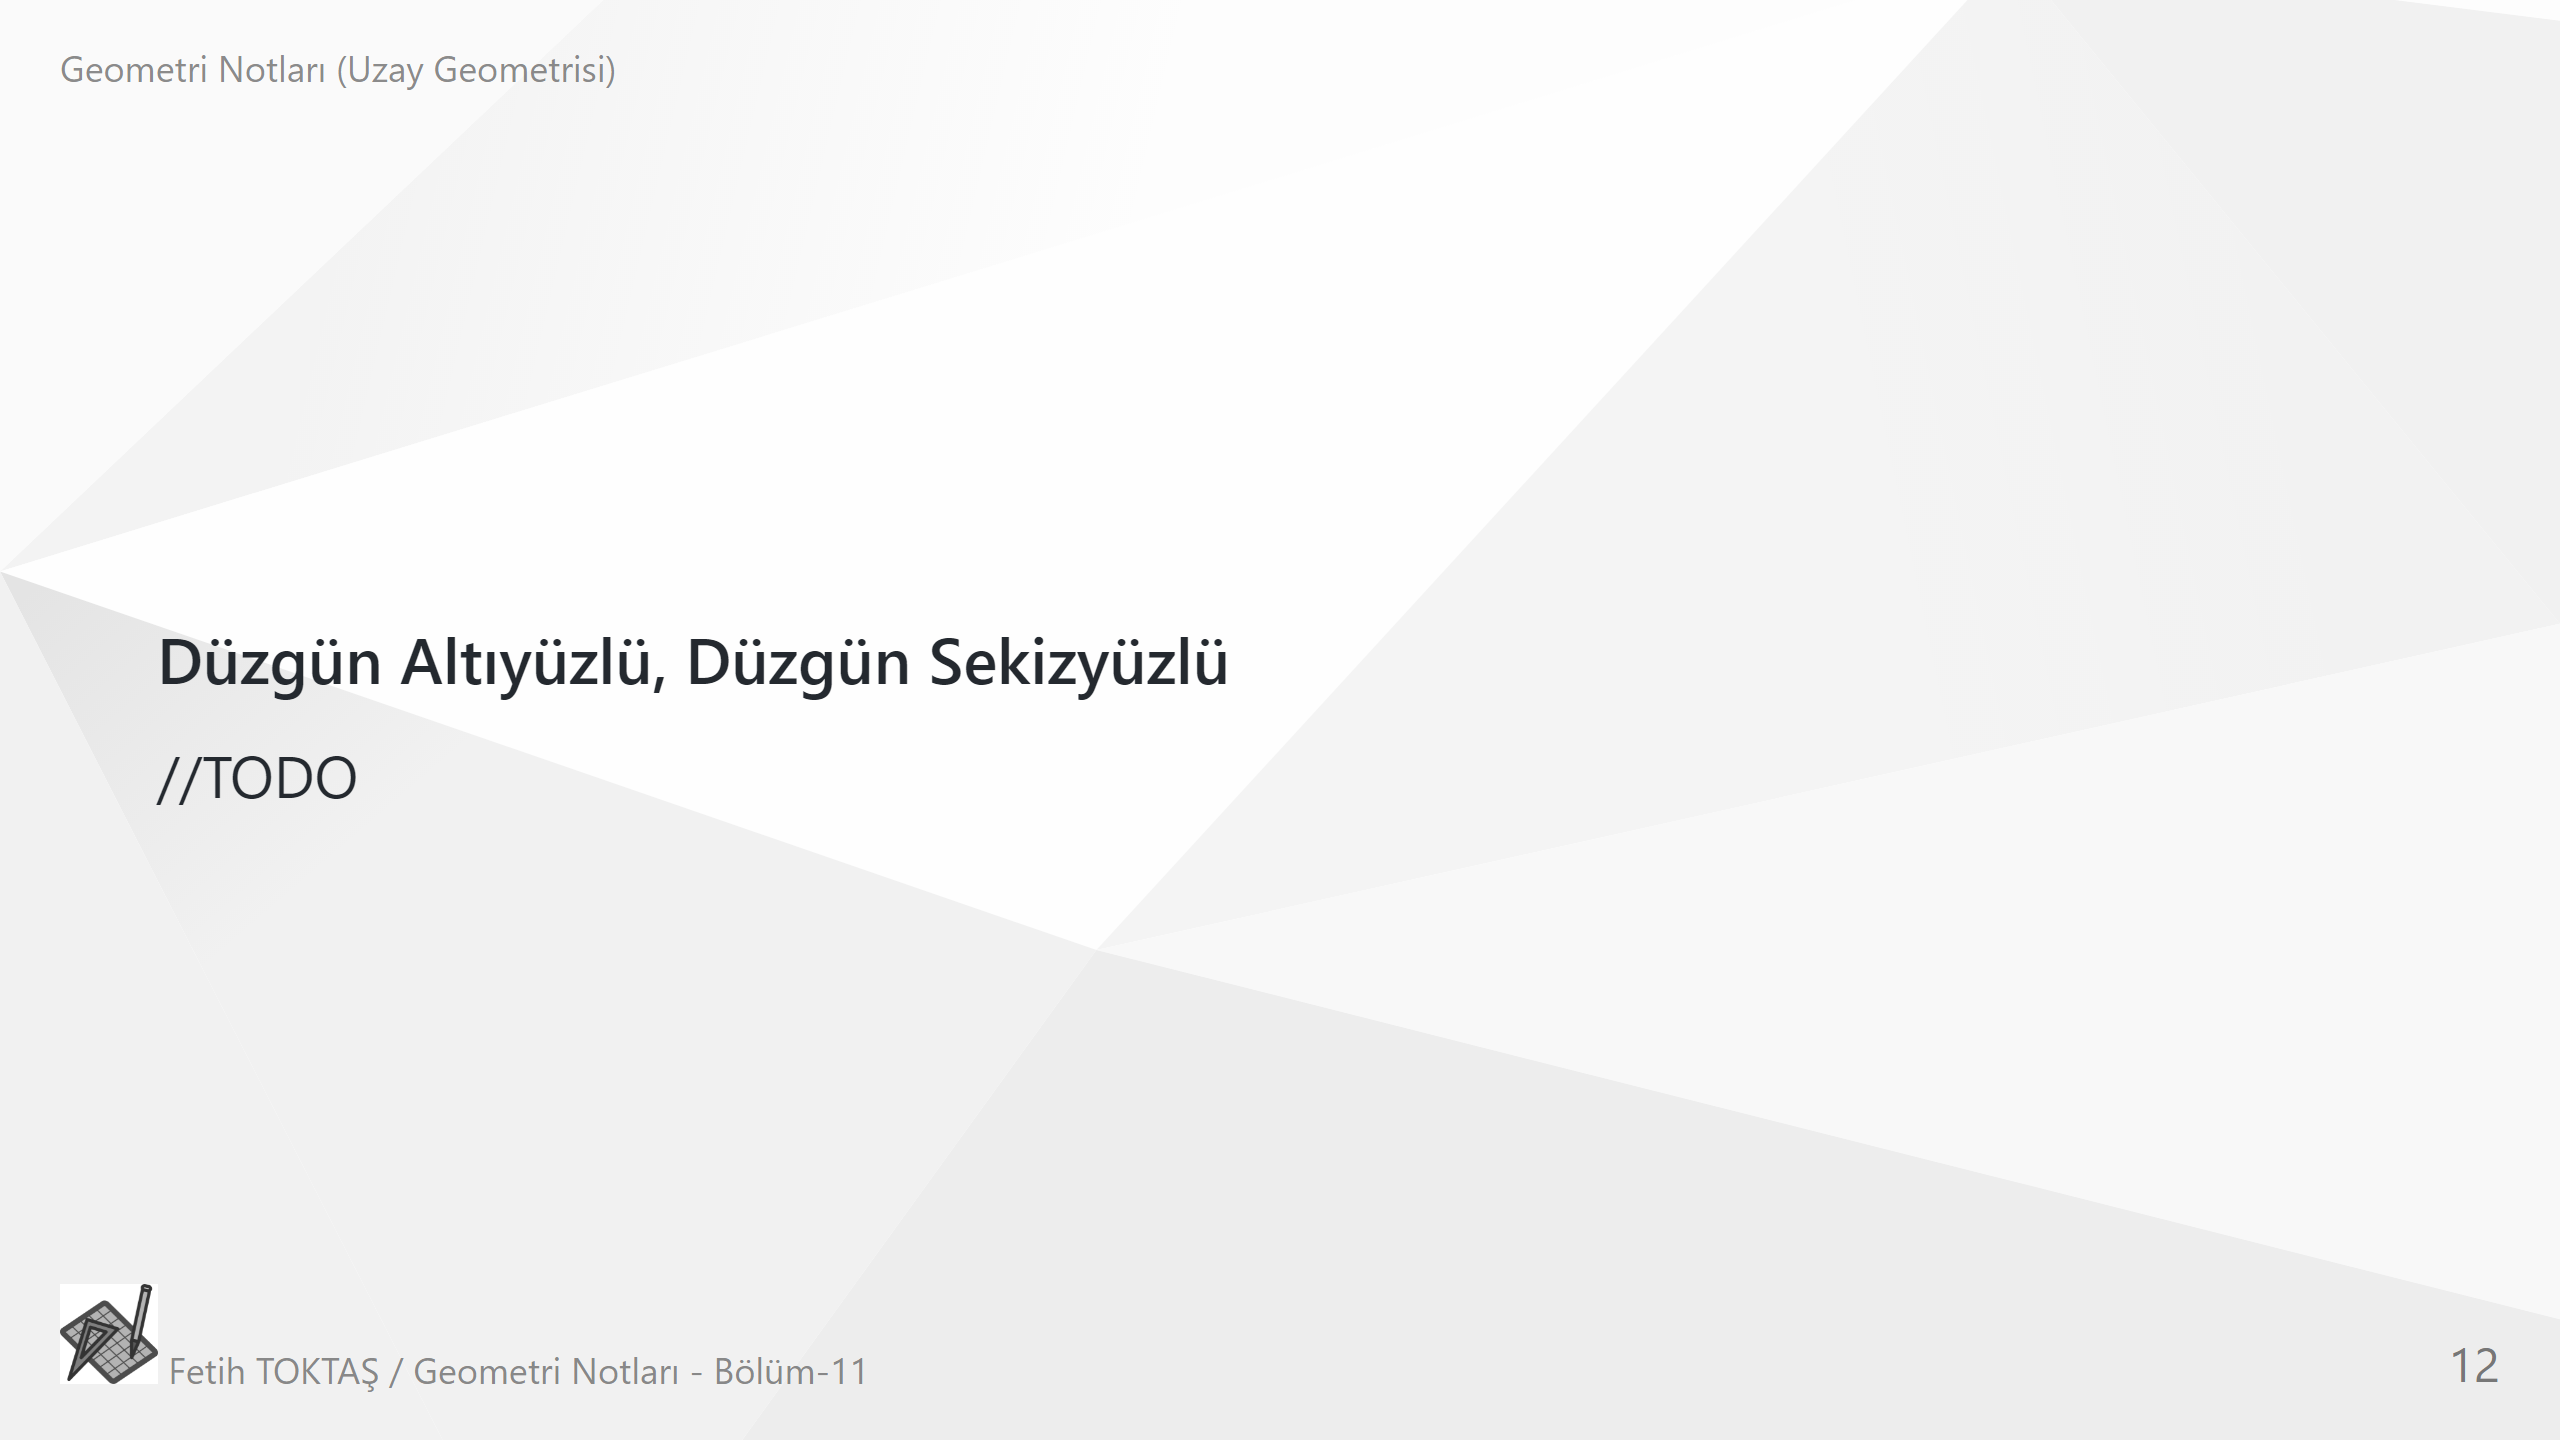 Geometri Notları (Uzay Geometrisi)
Düzgün Altıyüzlü, Düzgün Sekizyüzlü
//TODO
Fetih TOKTAŞ / Geometri Notları - Bölüm-11
12